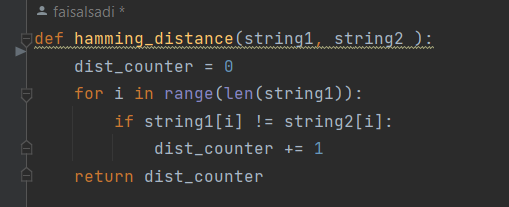 faisalsadi *
def hamming_distance(string1, string2 ):
    dist_counter = 0
    for i in range(len(string1)):
        if string1[i] != string2[i]:
            dist_counter += 1
    return dist_counter